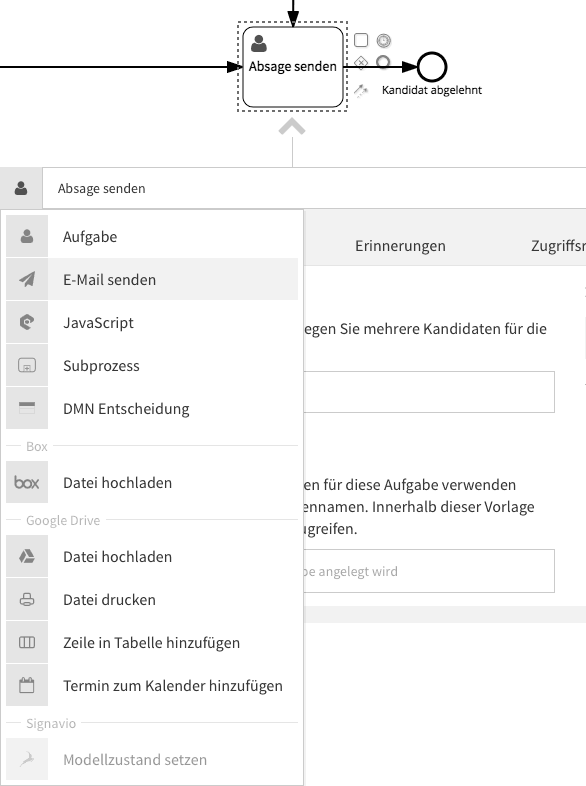 Absage senden
Kandidat abgelehnt
Absage senden
Aufgabe
E-Mail senden
JavaScript
Subprozess
DMN Entscheidung
Box
box Datei hochladen
Google Drive
Datei hochladen
Datei drucken
Zeile in Tabelle hinzufügen
Termin zum Kalender hinzufügen
Signavio
Modellzustand setzen
Erinnerungen Zugriffsr
egen Sie mehrere Kandidaten für die
en für diese Aufgabe verwenden
ennamen. Innerhalb dieser Vorlage
ugreifen.
be angelegt wird